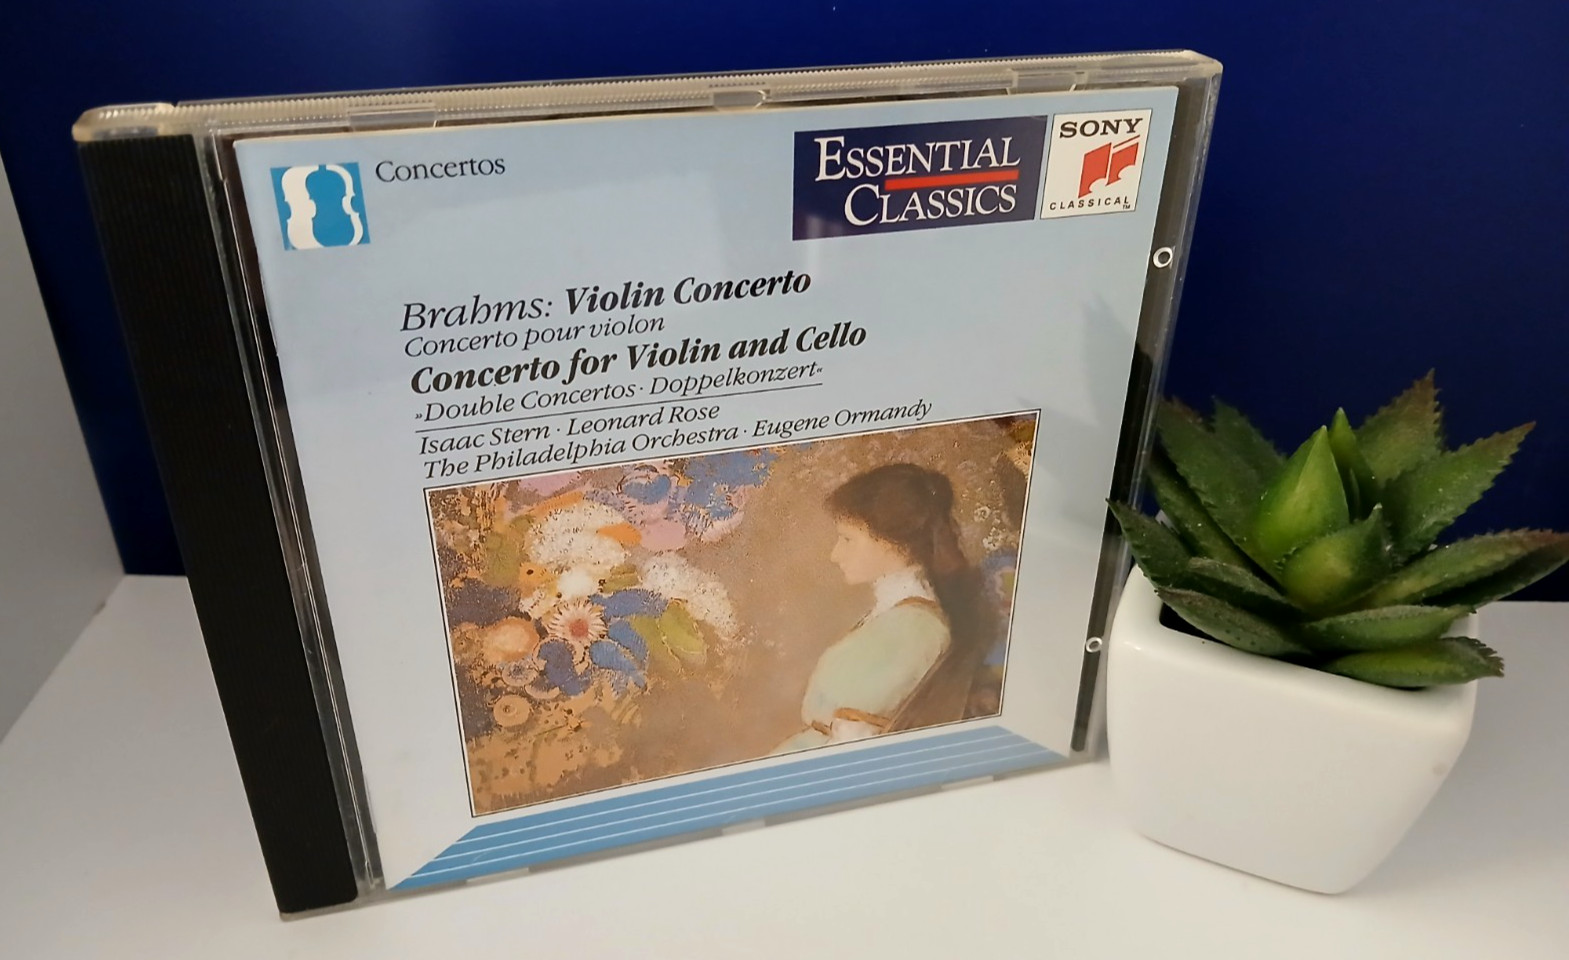 Concertos
ESSENTIAL
CLASSICS
SONY
CLASSICAL™
Brahms: Violin Concerto
Concerto pour violon
Concerto for Violin and Cello
»Double Concertos · Doppelkonzert«
Isaac Stern · Leonard Rose
The Philadelphia Orchestra · Eugene Ormandy